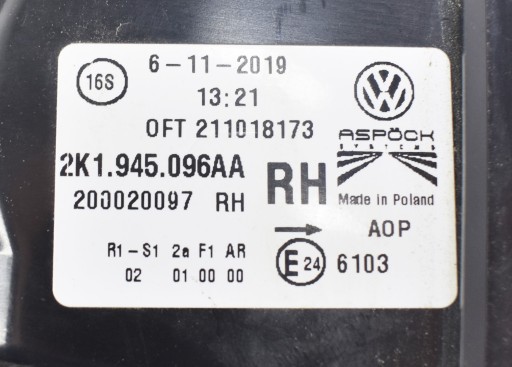 16S
6-11-2019
13:21
OFT 211018173
2K1.945.096AA
200020097 RH
RH
ASPÖCK
SYSTEMS
Made in Poland
AOP
R1-S1 2a F1 AR
02 01 00 00
E 24
6103